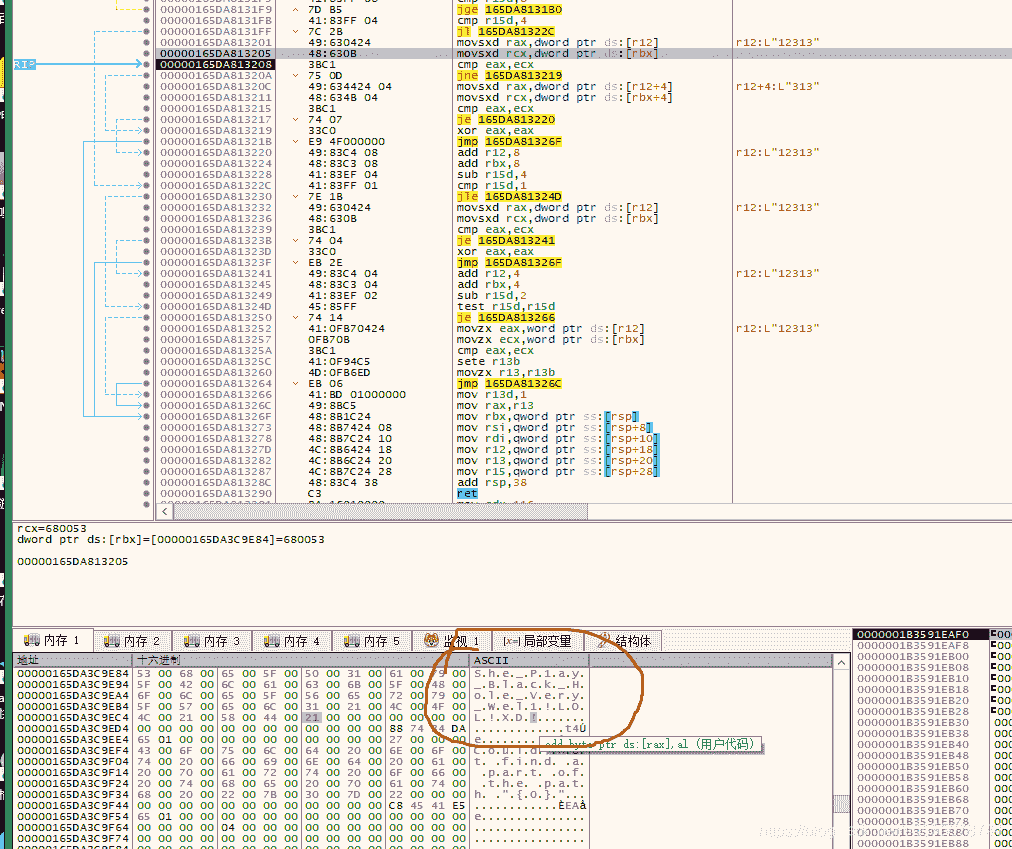 00000165DA8131F9 7D B5 jge 165DA8131B0
00000165DA8131FB 41:83FF 04 cmp r15d,4
00000165DA8131FF 7C 2B jl 165DA81322C
00000165DA813201 49:630424 movsxd rax,dword ptr ds:[r12] r12:L"12313"
00000165DA813205 48:630B movsxd rcx,dword ptr ds:[rbx]
RIP 00000165DA813208 3BC1 cmp eax,ecx
00000165DA81320A 75 0D jne 165DA813219
00000165DA81320C 49:634424 04 movsxd rax,dword ptr ds:[r12+4] r12+4:L"313"
00000165DA813211 48:634B 04 movsxd rcx,dword ptr ds:[rbx+4]
00000165DA813215 3BC1 cmp eax,ecx
00000165DA813217 74 07 je 165DA813220
00000165DA813219 33C0 xor eax,eax
00000165DA81321B E9 4F000000 jmp 165DA81326F
00000165DA813220 49:83C4 08 add r12,8 r12:L"12313"
00000165DA813224 48:83C3 08 add rbx,8
00000165DA813228 41:83EF 04 sub r15d,4
00000165DA81322C 41:83FF 01 cmp r15d,1
00000165DA813230 7E 1B jle 165DA81324D
00000165DA813232 49:630424 movsxd rax,dword ptr ds:[r12] r12:L"12313"
00000165DA813236 48:630B movsxd rcx,dword ptr ds:[rbx]
00000165DA813239 3BC1 cmp eax,ecx
00000165DA81323B 74 04 je 165DA813241
00000165DA81323D 33C0 xor eax,eax
00000165DA81323F EB 2E jmp 165DA81326F
00000165DA813241 49:83C4 04 add r12,4 r12:L"12313"
00000165DA813245 48:83C3 04 add rbx,4
00000165DA813249 41:83EF 02 sub r15d,2
00000165DA81324D 45:85FF test r15d,r15d
00000165DA813250 74 14 je 165DA813266
00000165DA813252 41:0FB70424 movzx eax,word ptr ds:[r12] r12:L"12313"
00000165DA813257 0FB70B movzx ecx,word ptr ds:[rbx]
00000165DA81325A 3BC1 cmp eax,ecx
00000165DA81325C 41:0F94C5 sete r13b
00000165DA813260 4D:0FB6ED movzx r13,r13b
00000165DA813264 EB 06 jmp 165DA81326C
00000165DA813266 41:BD 01000000 mov r13d,1
00000165DA81326C 49:8BC5 mov rax,r13
00000165DA81326F 48:8B1C24 mov rbx,qword ptr ss:[rsp]
00000165DA813273 48:8B7424 08 mov rsi,qword ptr ss:[rsp+8]
00000165DA813278 48:8B7C24 10 mov rdi,qword ptr ss:[rsp+10]
00000165DA81327D 4C:8B6424 18 mov r12,qword ptr ss:[rsp+18]
00000165DA813282 4C:8B6C24 20 mov r13,qword ptr ss:[rsp+20]
00000165DA813287 4C:8B7C24 28 mov r15,qword ptr ss:[rsp+28]
00000165DA81328C 48:83C4 38 add rsp,38
00000165DA813290 C3 ret
rcx=680053
dword ptr ds:[rbx]=[00000165DA3C9E84]=680053
00000165DA813205
内存 1 内存 2 内存 3 内存 4 内存 5 监视 1 [x=] 局部变量 结构体
地址 十六进制 ASCII
00000165DA3C9E84 53 00 68 00 65 00 5F 00 50 00 31 00 61 00 79 00 S.h.e._.P.1.a.y.
00000165DA3C9E94 5F 00 42 00 6C 00 61 00 63 00 6B 00 5F 00 48 00 _.B.l.a.c.k._.H.
00000165DA3C9EA4 6F 00 6C 00 65 00 5F 00 56 00 65 00 72 00 79 00 o.l.e._.V.e.r.y.
00000165DA3C9EB4 5F 00 57 00 65 00 6C 00 31 00 21 00 4C 00 4F 00 _.W.e.l.1.!.L.O.
00000165DA3C9EC4 4C 00 21 00 58 00 44 00 21 00 00 00 00 00 00 00 L.!.X.D.!.......
00000165DA3C9ED4 00 00 00 00 00 00 00 00 00 00 00 00 88 74 34 DA .............t4Ú
00000165DA3C9EE4 65 01 00 00 00 00 00 00 00 00 00 00 27 00 00 00
add byte ptr ds:[rax],al (用户代码)
00000165DA3C9EF4 43 00 6F 00 75 00 6C 00 64 00 20 00 6E 00 6F 00 C.o.u.l.d. .n.o.
00000165DA3C9F04 74 00 20 00 66 00 69 00 6E 00 64 00 20 00 61 00 t. .f.i.n.d. .a.
00000165DA3C9F14 20 00 70 00 61 00 72 00 74 00 20 00 6F 00 66 00 .p.a.r.t. .o.f.
00000165DA3C9F24 20 00 74 00 68 00 65 00 20 00 70 00 61 00 74 00 .t.h.e. .p.a.t.
00000165DA3C9F34 68 00 20 00 22 00 7B 00 30 00 7D 00 h. .".{.0.}."...
00000165DA3C9F44 00 00 00 00 00 00 00 00 00 00 00 00 C8 45 41 E5 ............ÈEAå
00000165DA3C9F54 65 01 00 00 00 00 00 00 00 00 00 00 00 00 00 00 e...............
00000165DA3C9F64 00 00 00 00 04 00 00 00 00 00 00 00 00 00 00 00 ................
00000165DA3C9F74 00 00 00 00 00 00 00 00 00 00 00 00 00 00 00 00 ................
0000001B3591EAF0
0000001B3591EAF8
0000001B3591EB00
0000001B3591EB08
0000001B3591EB10
0000001B3591EB18
0000001B3591EB20
0000001B3591EB28
0000001B3591EB30
0000001B3591EB38
0000001B3591EB40
0000001B3591EB48
0000001B3591EB50
0000001B3591EB58
0000001B3591EB60
0000001B3591EB68
0000001B3591EB70
0000001B3591EB78
0000001B3591EB80
0000001B3591EB88
0000001B3591EB90